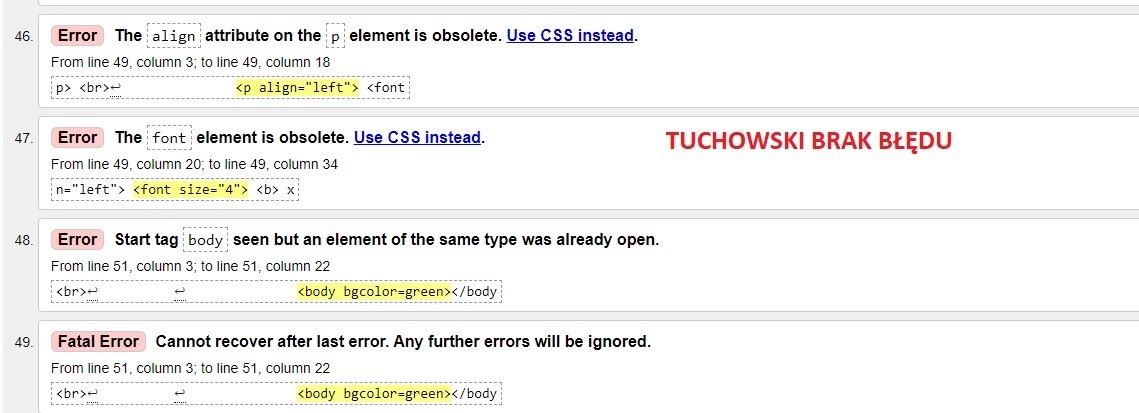 46. Error The align attribute on the p element is obsolete. Use CSS instead.
From line 49, column 3; to line 49, column 18
p> <br>↩ <p align="left"> <font
47. Error The font element is obsolete. Use CSS instead. TUCHOWSKI BRAK BŁĘDU
From line 49, column 20; to line 49, column 34
n="left"> <font size="4"> <b> x
48. Error Start tag body seen but an element of the same type was already open.
From line 51, column 3; to line 51, column 22
<br>↩ ↩ <body bgcolor=green></body
49. Fatal Error Cannot recover after last error. Any further errors will be ignored.
From line 51, column 3; to line 51, column 22
<br>↩ ↩ <body bgcolor=green></body